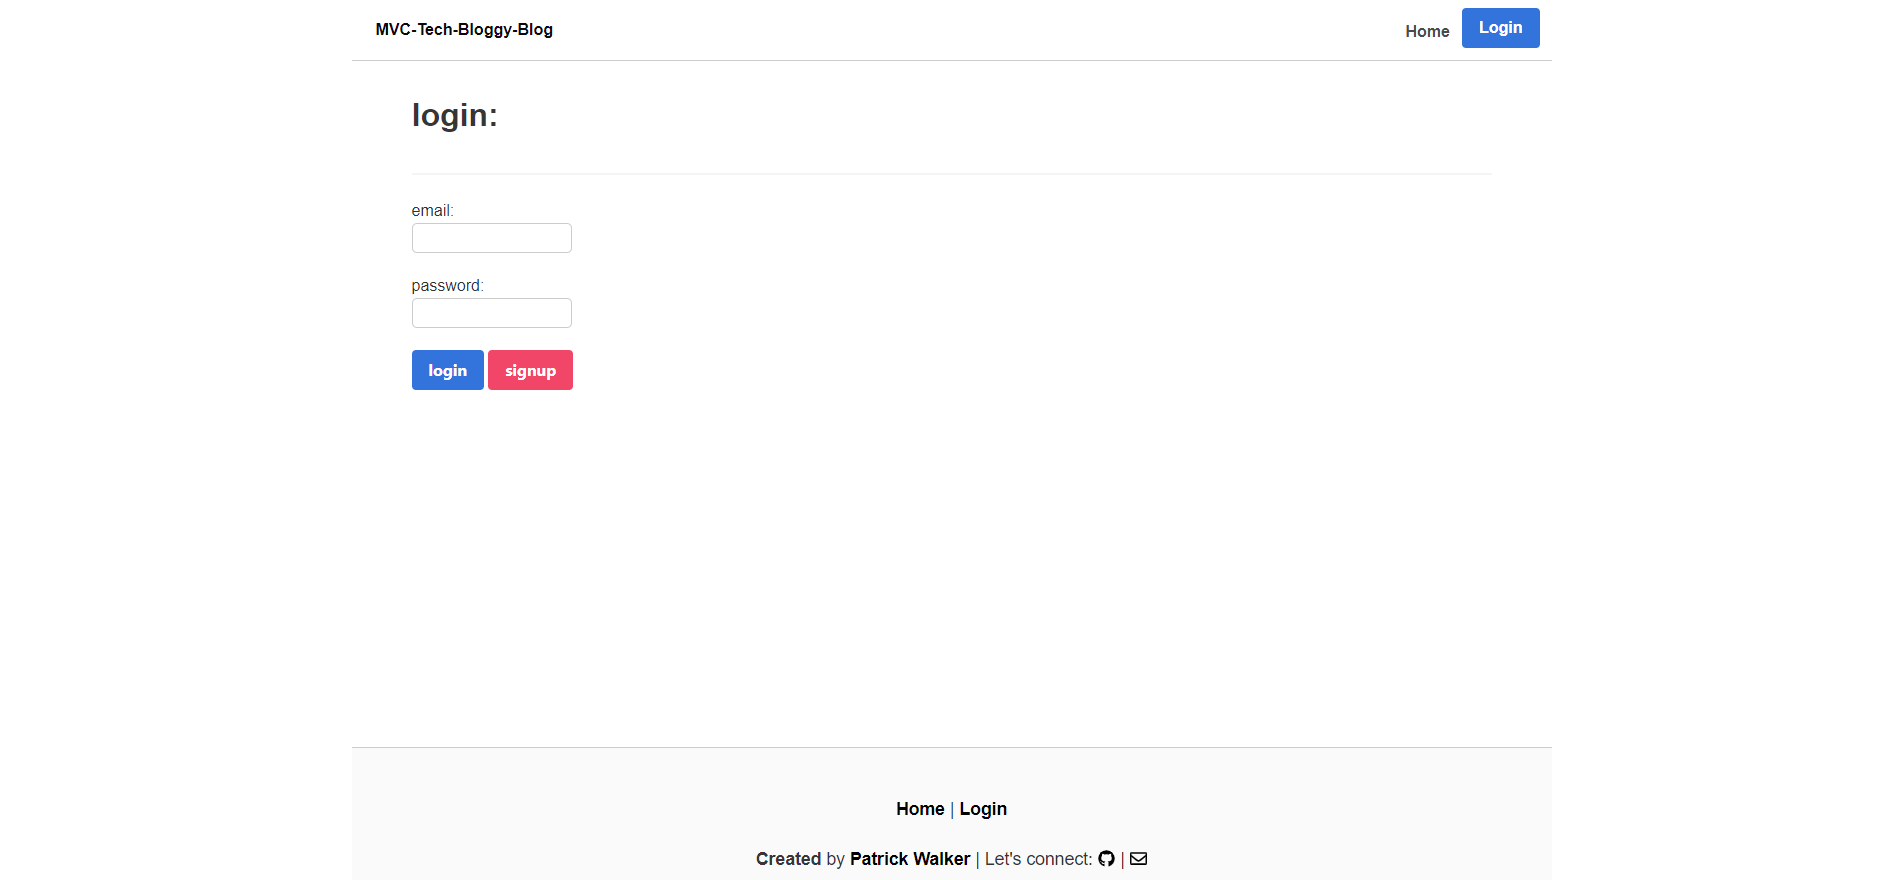 MVC-Tech-Bloggy-Blog
Home Login
login:
email:
password:
login signup
Home | Login
Created by Patrick Walker | Let's connect: |